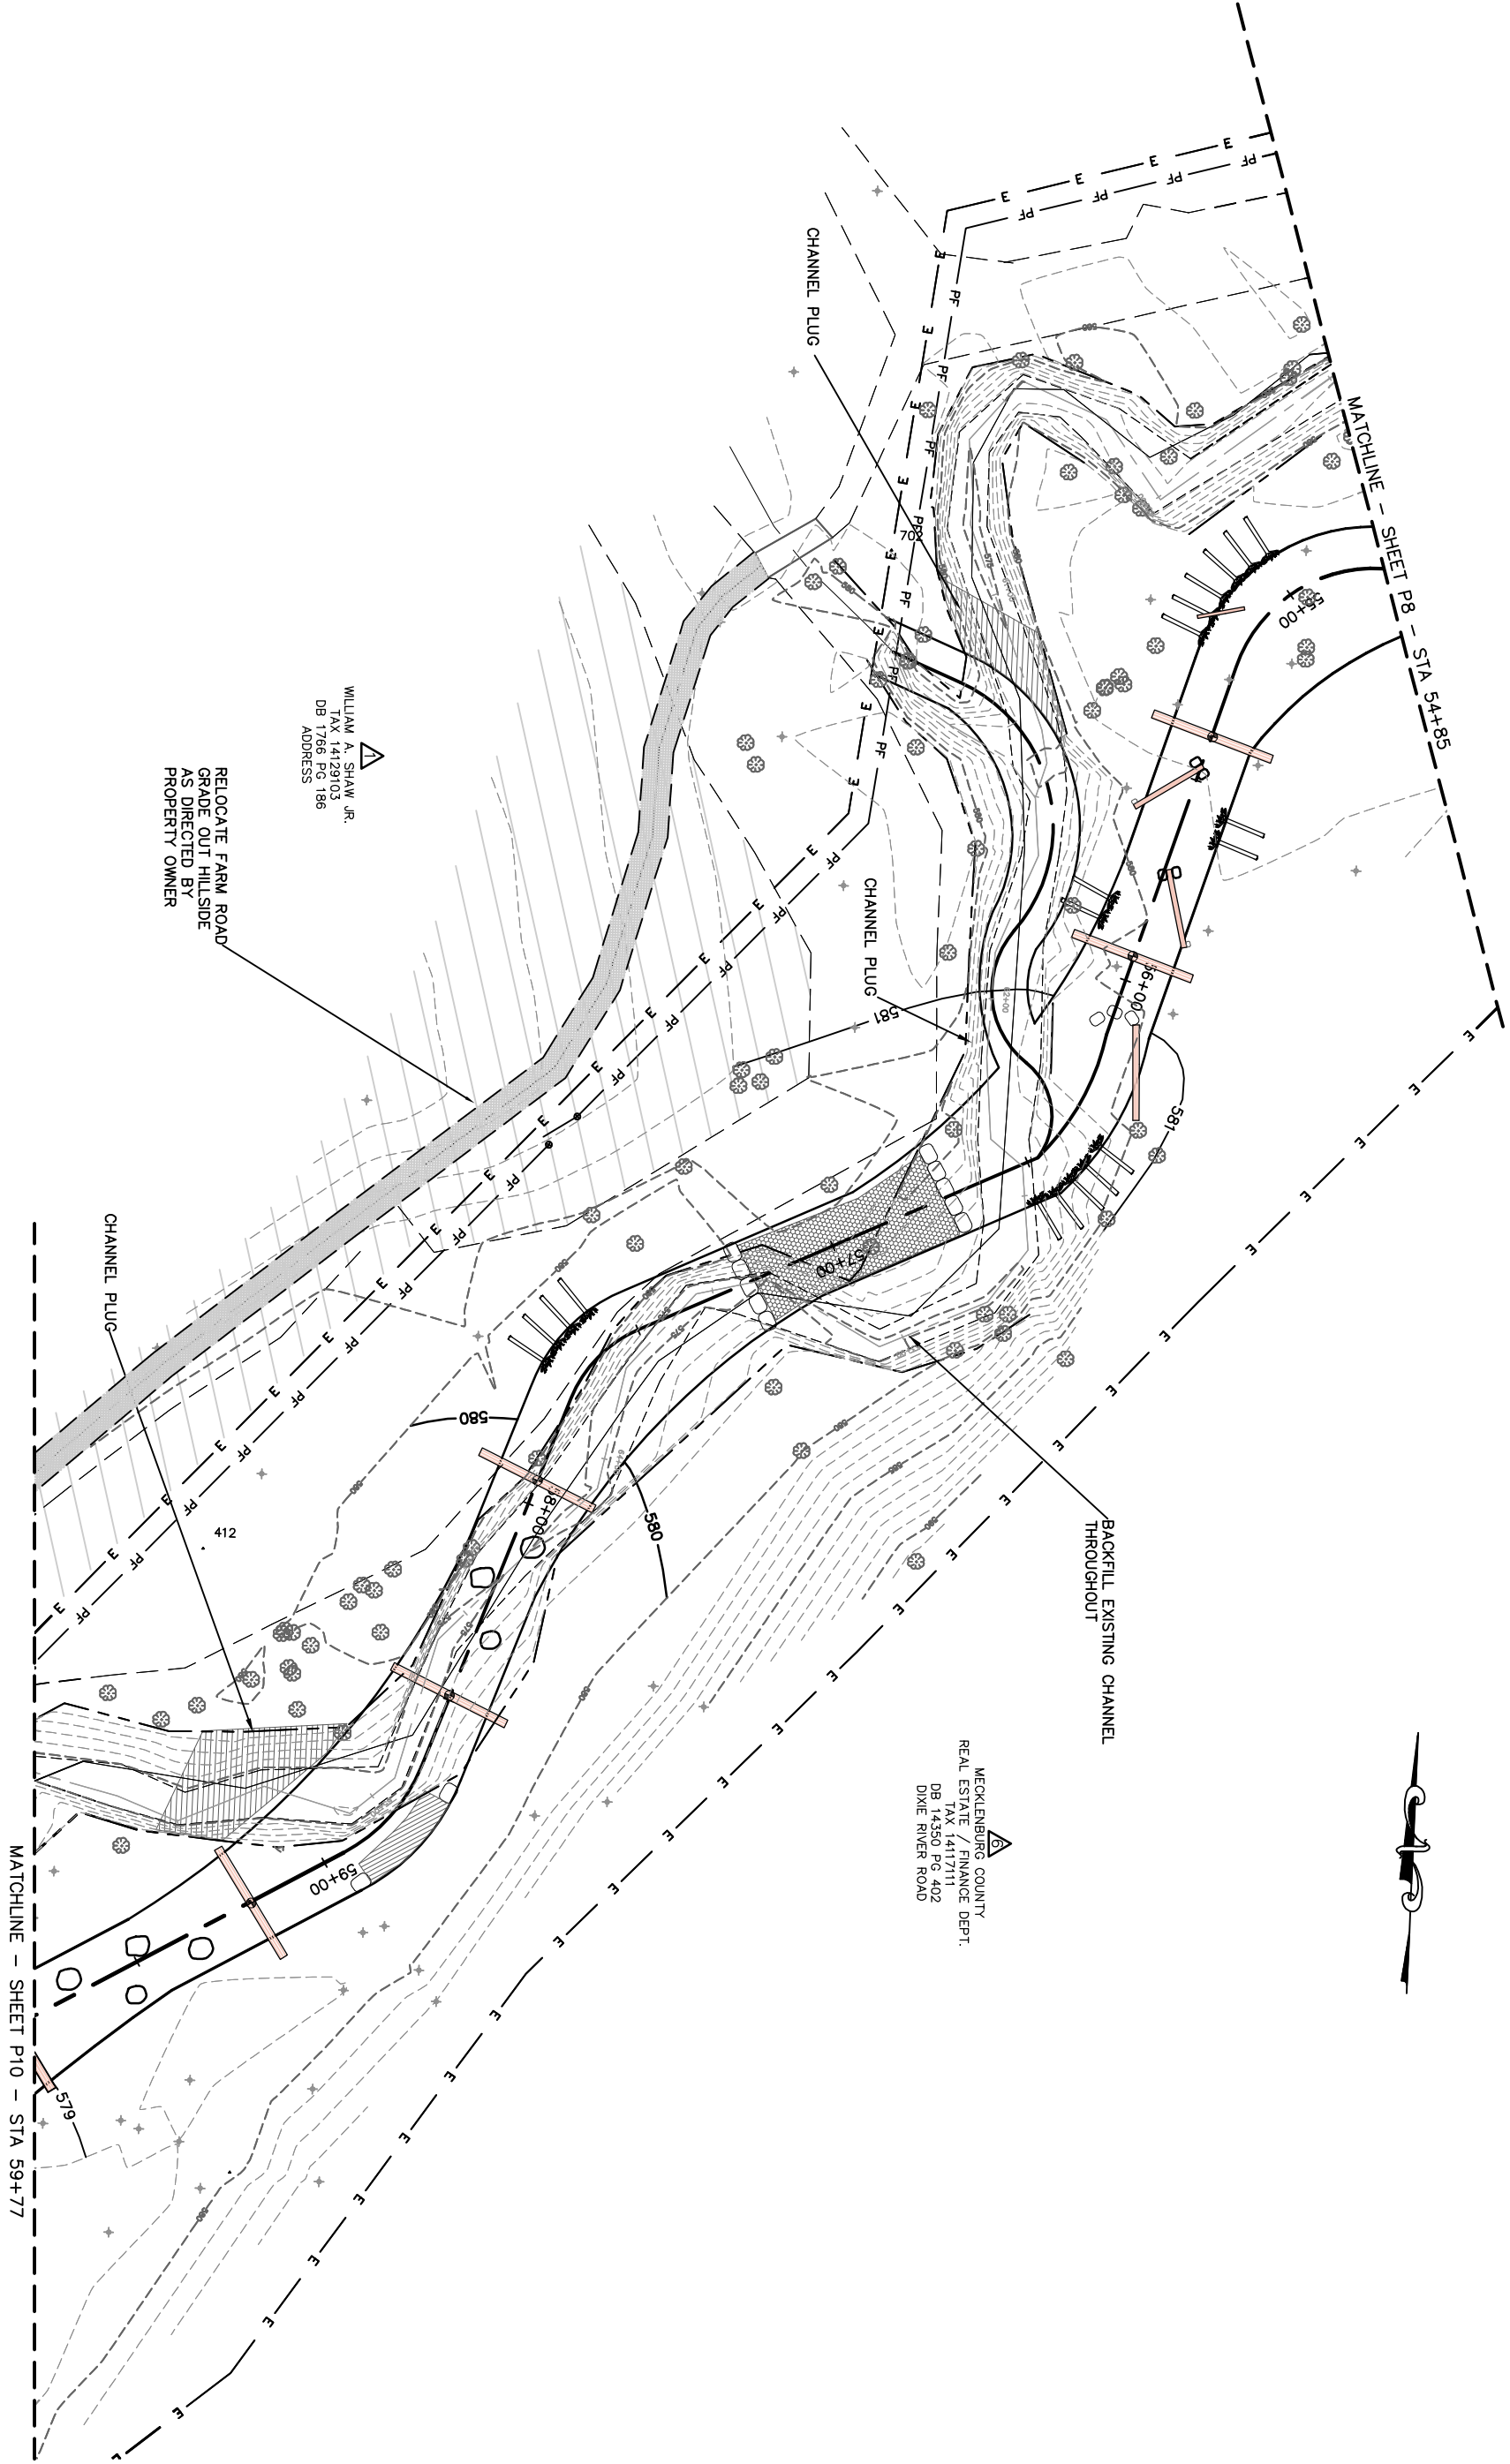 MATCHLINE - SHEET P8 - STA 54+85
CHANNEL PLUG
55+00
56+00
581
581
CHANNEL PLUG
702
WILLIAM A. SHAW JR.
TAX 14129103
DB 1766 PG 186
ADDRESS
1
RELOCATE FARM ROAD
GRADE OUT HILLSIDE
AS DIRECTED BY
PROPERTY OWNER
57+00
580
580
58+00
CHANNEL PLUG
412
BACKFILL EXISTING CHANNEL
THROUGHOUT
6
MECKLENBURG COUNTY
REAL ESTATE / FINANCE DEPT.
TAX 14117111
DB 14350 PG 402
DIXIE RIVER ROAD
59+00
579
MATCHLINE - SHEET P10 - STA 59+77